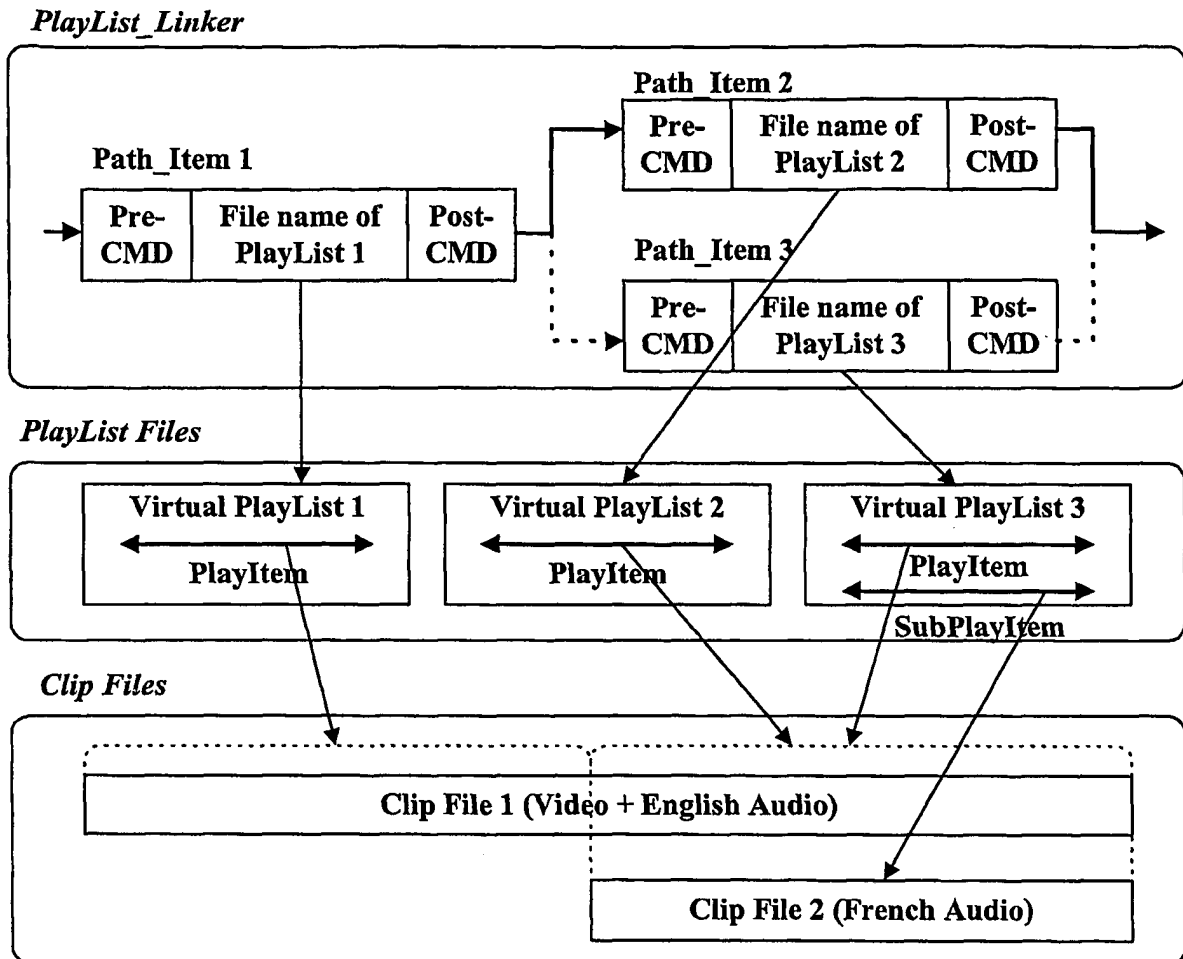 PlayList_Linker
Path_Item 2
Pre-
CMD
File name of
PlayList 2
Post-
CMD
Path_Item 1
Pre-
CMD
File name of
PlayList 1
Post-
CMD
Path_Item 3
Pre-
CMD
File name of
PlayList 3
Post-
CMD
PlayList Files
Virtual PlayList 1
PlayItem
Virtual PlayList 2
PlayItem
Virtual PlayList 3
PlayItem
SubPlayItem
Clip Files
Clip File 1 (Video + English Audio)
Clip File 2 (French Audio)